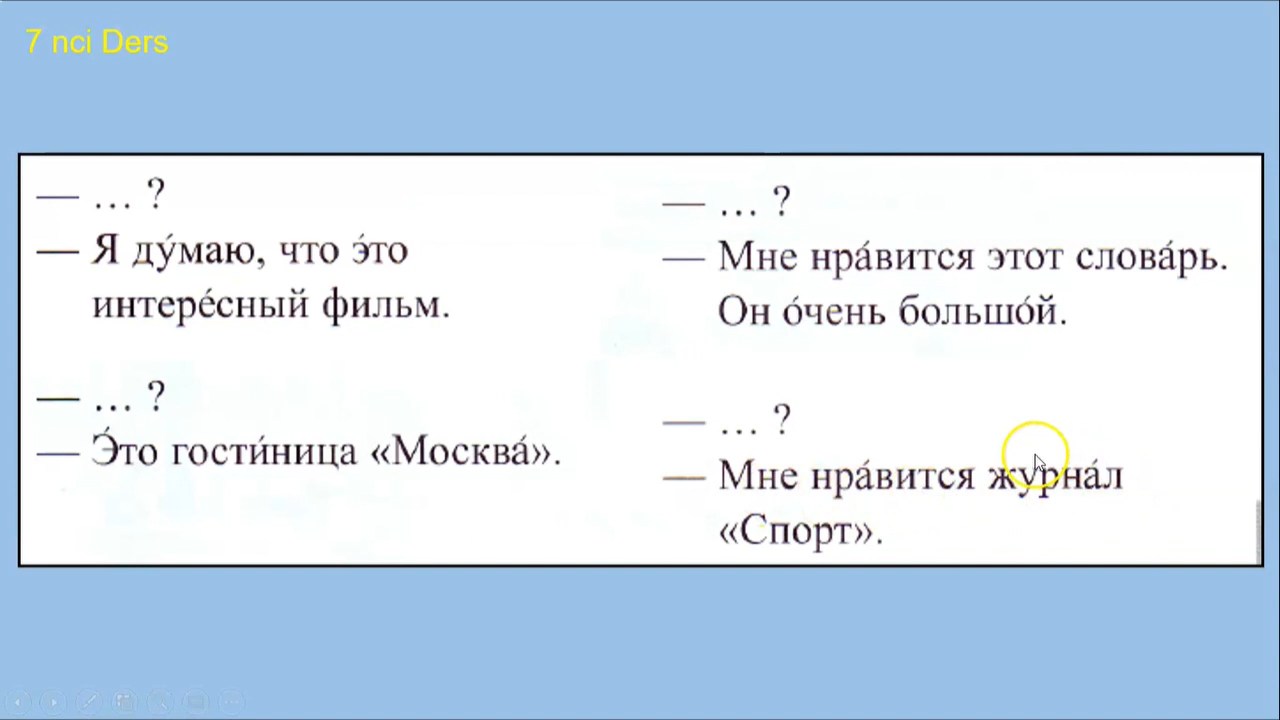 7 nci Ders
— … ?
— Я ду́маю, что э́то
интере́сный фильм.
— … ?
— Э́то гости́ница «Москва́».
— … ?
— Мне нра́вится этот слова́рь.
Он о́чень большо́й.
— … ?
— Мне нра́вится журна́л
«Спорт».